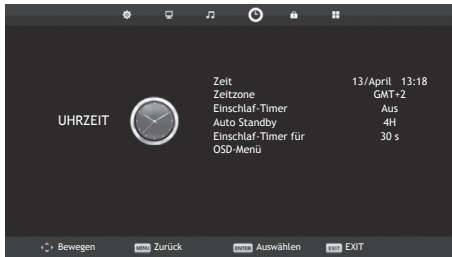 UHRZEIT
Zeit 13/April 13:18
Zeitzone GMT+2
Einschlaf-Timer Aus
Auto Standby 4H
Einschlaf-Timer für 30 s
OSD-Menü
Bewegen MENU Zurück ENTER Auswählen EXIT EXIT